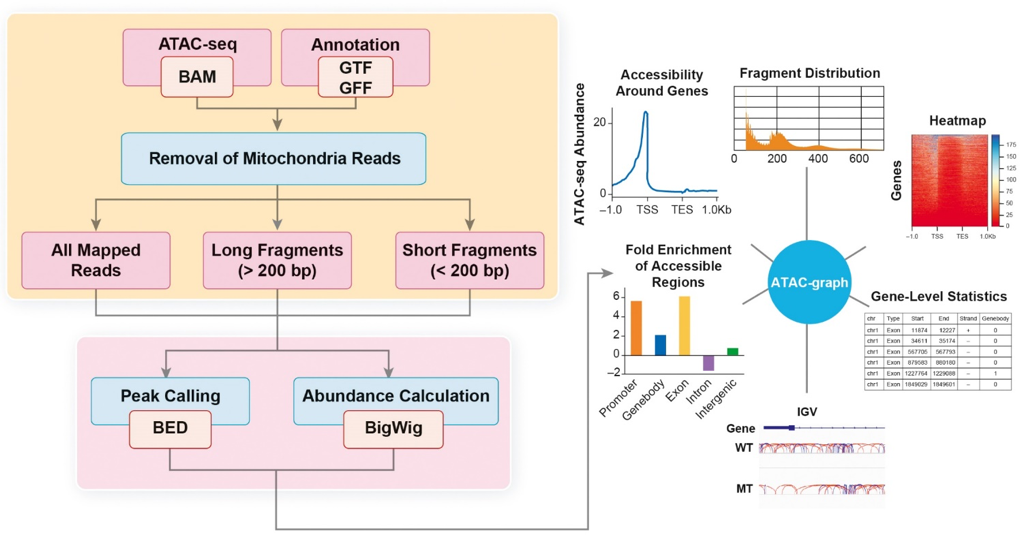 ATAC-seq
BAM
Annotation
GTF
GFF
Removal of Mitochondria Reads
All Mapped
Reads
Long Fragments
(> 200 bp)
Short Fragments
(< 200 bp)
Peak Calling
BED
Abundance Calculation
BigWig
Accessibility
Around Genes
ATAC-seq Abundance
20
0
−1.0 TSS TES 1.0Kb
Fragment Distribution
0 200 400 600
Heatmap
Genes
175
150
125
100
75
50
25
0
−1.0 TSS TES 1.0Kb
Fold Enrichment
of Accessible
Regions
6
4
2
0
−2
Promoter
Genebody
Exon
Intron
Intergenic
ATAC-graph
Gene-Level Statistics
chr Type Start End Strand Genebody
chr1 Exon 11874 12227 + 0
chr1 Exon 34611 35174 − 0
chr1 Exon 567705 567793 − 0
chr1 Exon 879583 880180 − 0
chr1 Exon 1227764 1229088 − 1
chr1 Exon 1849029 1849601 − 0
IGV
Gene
WT
MT